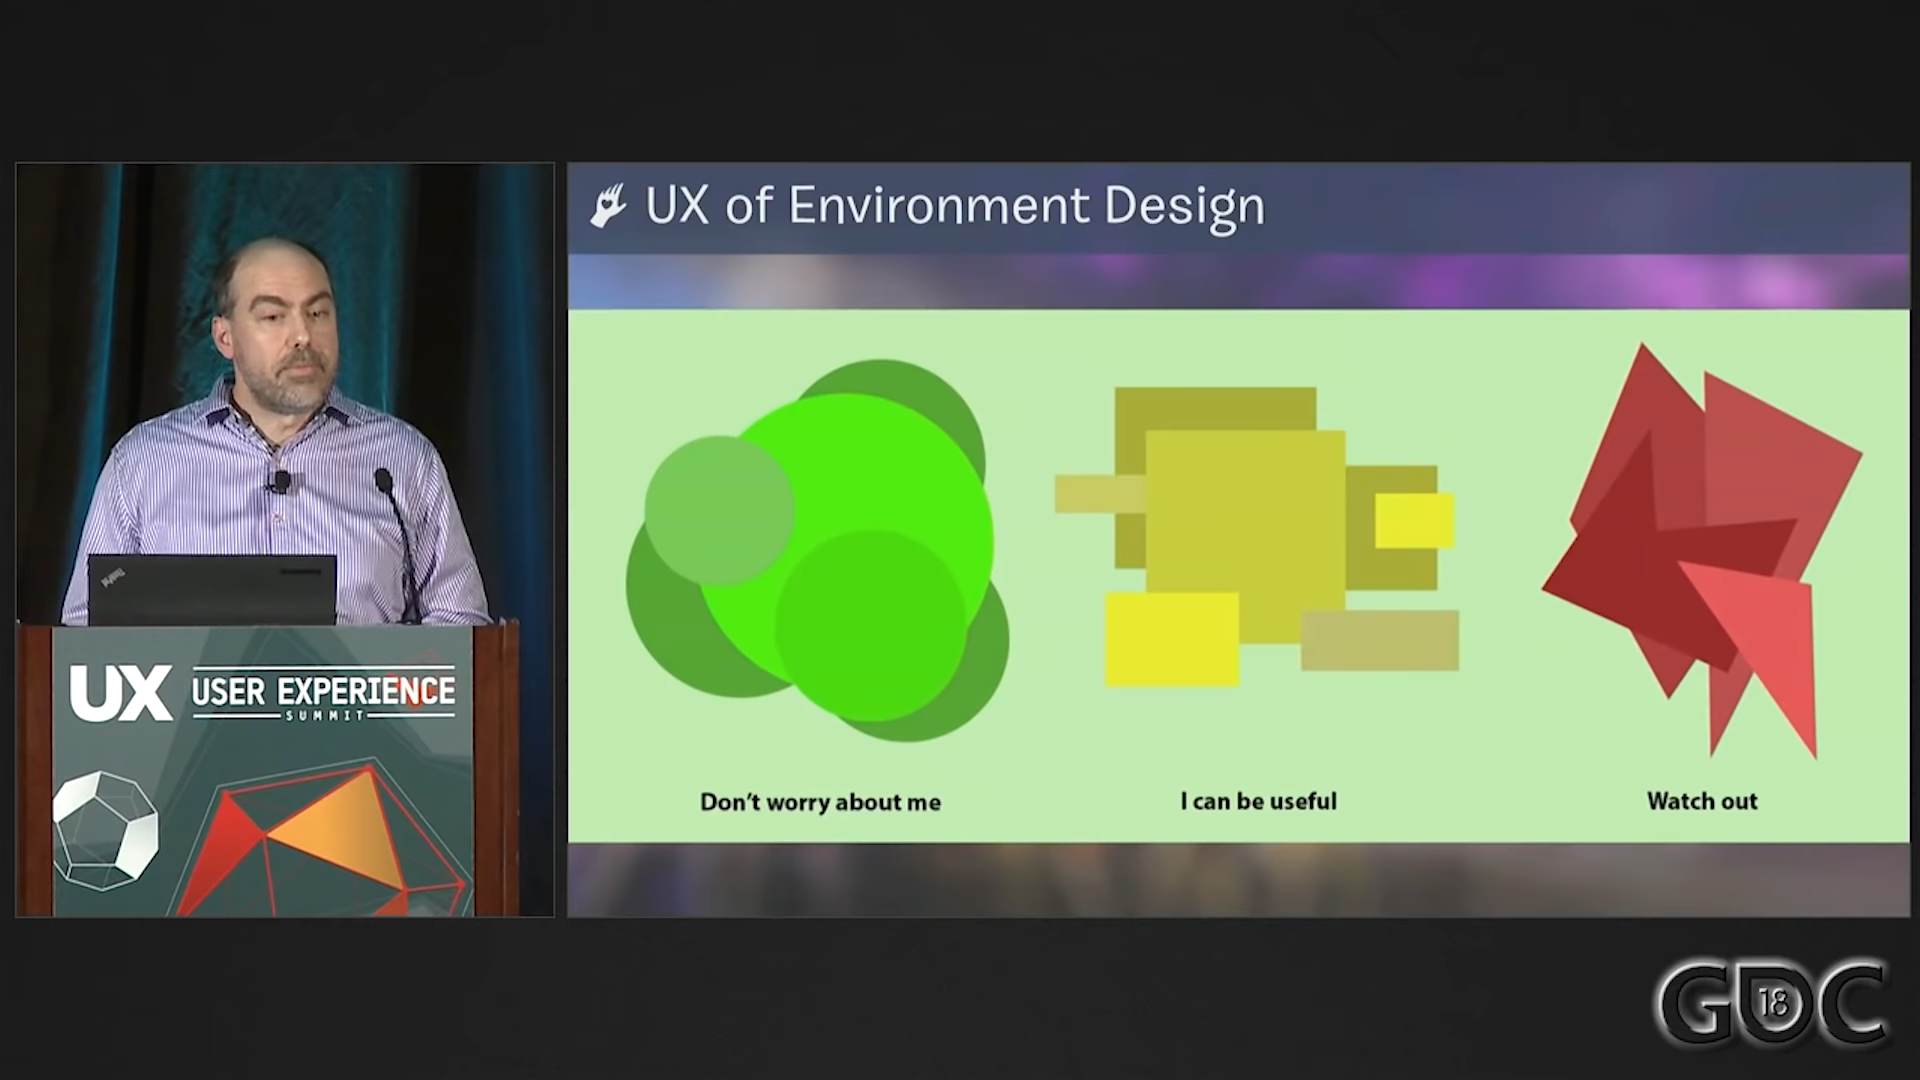 UX of Environment Design
Don't worry about me
I can be useful
Watch out
UX USER EXPERIENCE
SUMMIT
ThinkPad
GDC
18